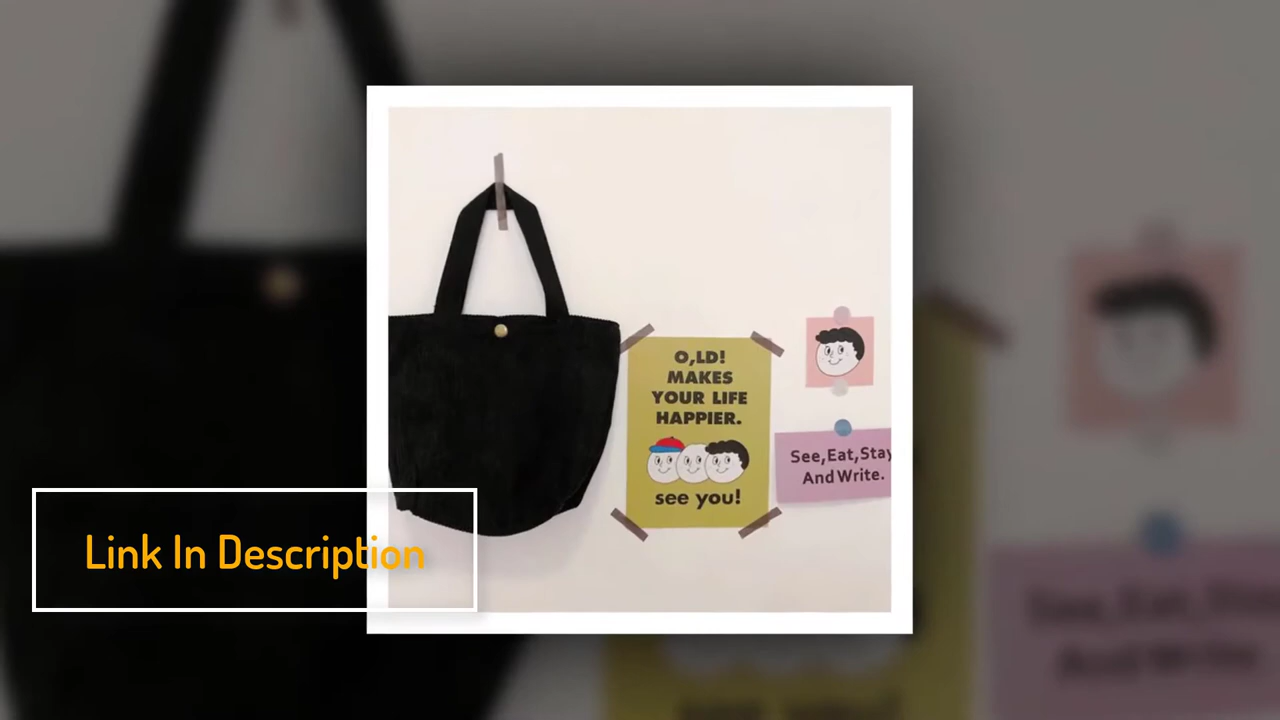 O,LD!
MAKES
YOUR LIFE
HAPPIER.
see you!
See,Eat,Stay
And Write.
Link In Description